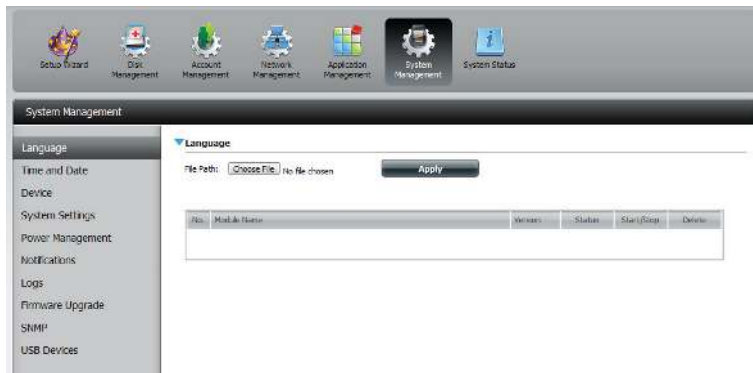 Setup Wizard
Disk
Management
Account
Management
Network
Management
Application
Management
System
Management
System Status
System Management
Language
Time and Date
Device
System Settings
Power Management
Notifications
Logs
Firmware Upgrade
SNMP
USB Devices
Language
File Path: Choose File No file chosen Apply
No. Module Name Version Status Start/Stop Delete